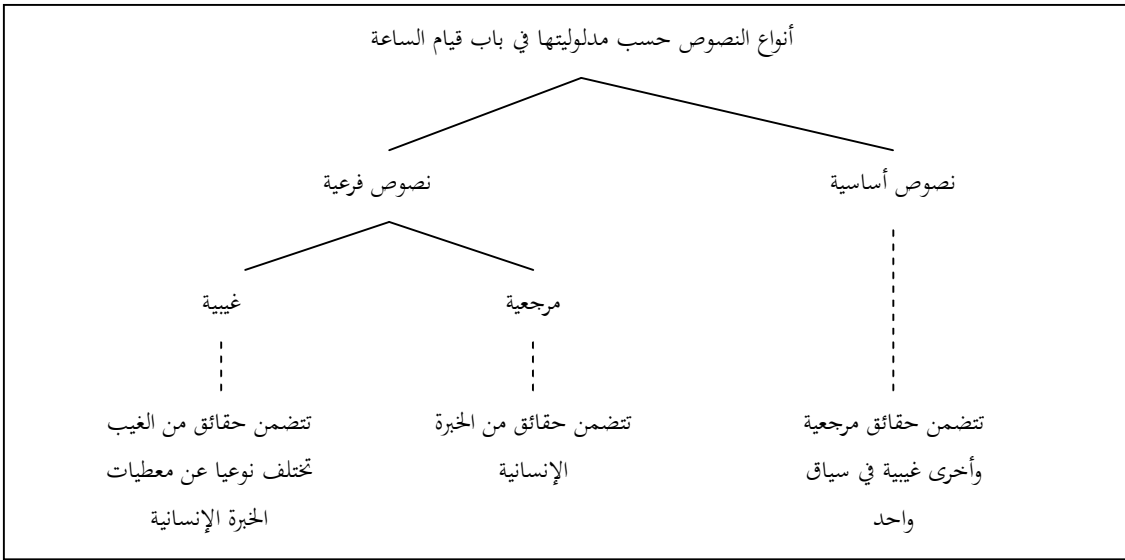 أنواع النصوص حسب مدلوليتها في باب قيام الساعة
نصوص أساسية
نصوص فرعية
مرجعية
غيبية
تتضمن حقائق مرجعية
وأخرى غيبية في سياق
واحد
تتضمن حقائق من الخبرة
الإنسانية
تتضمن حقائق من الغيب
تختلف نوعيا عن معطيات
الخبرة الإنسانية